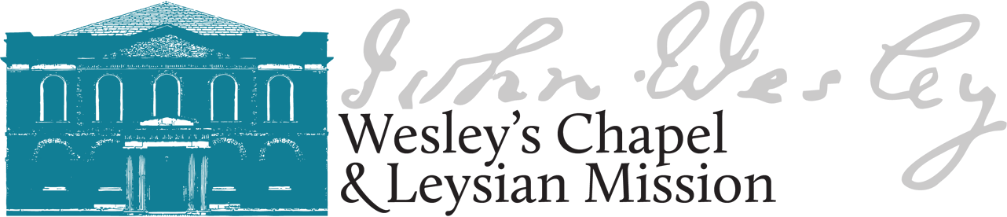 John Wesley
Wesley's Chapel
& Leysian Mission